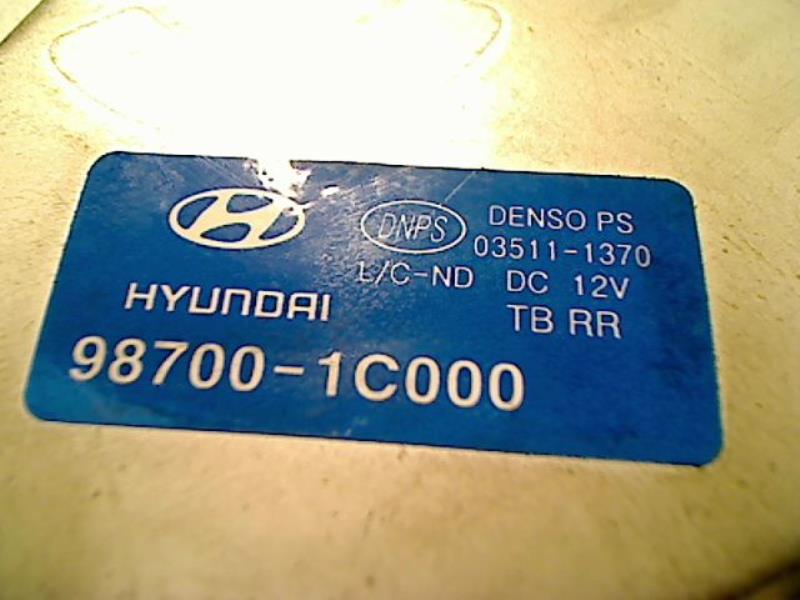 DNPS DENSO PS
03511-1370
L/C-ND DC 12V
HYUNDAI TB RR
98700-1C000